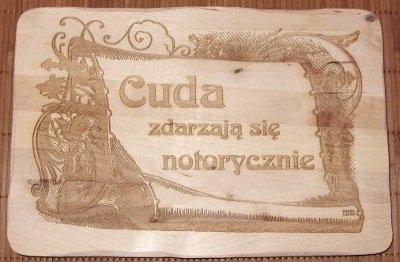 Cuda
zdarzają się
notorycznie